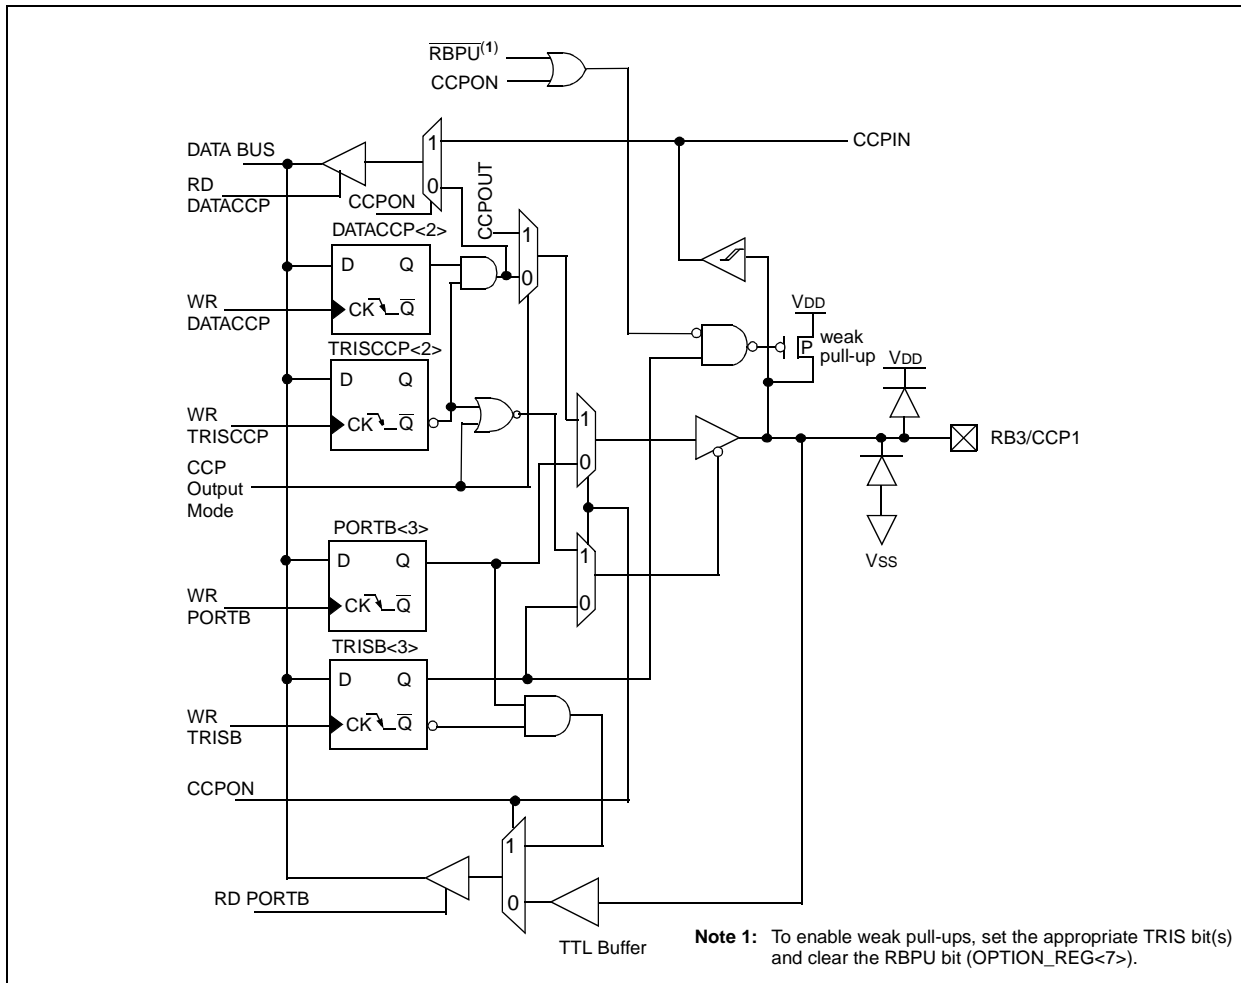 RBPU(1)
CCPON
DATA BUS
RD
DATACCP
CCPON
1
0
CCPOUT
1
0
CCPIN
DATACCP<2>
D Q
CK Q
WR
DATACCP
TRISCCP<2>
D Q
CK Q
WR
TRISCCP
CCP
Output
Mode
VDD
P
weak
pull-up
VDD
1
0
RB3/CCP1
VSS
PORTB<3>
D Q
CK Q
WR
PORTB
1
0
TRISB<3>
D Q
CK Q
WR
TRISB
CCPON
1
0
RD PORTB
TTL Buffer
Note 1: To enable weak pull-ups, set the appropriate TRIS bit(s)
and clear the RBPU bit (OPTION_REG<7>).